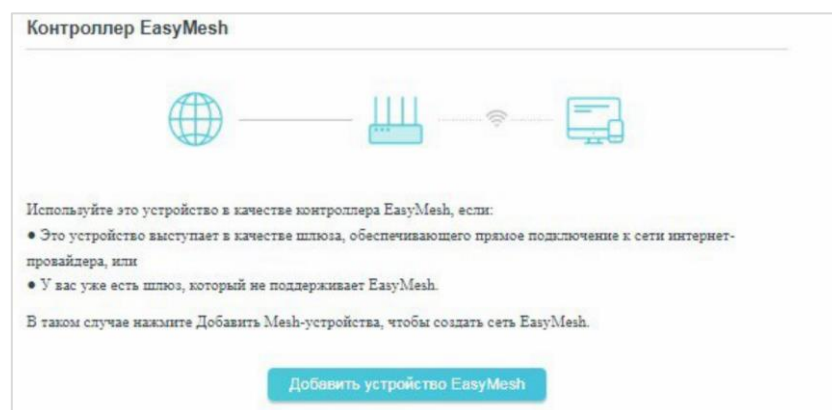 Контроллер EasyMesh
Используйте это устройство в качестве контроллера EasyMesh, если:
● Это устройство выступает в качестве шлюза, обеспечивающего прямое подключение к сети интернет-
провайдера, или
● У вас уже есть шлюз, который не поддерживает EasyMesh.
В таком случае нажмите Добавить Mesh-устройства, чтобы создать сеть EasyMesh.
Добавить устройство EasyMesh